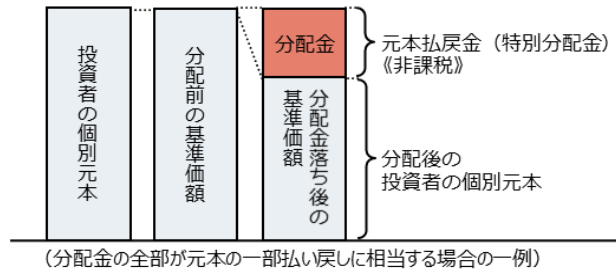 投資者の個別元本
分配前の基準価額
分配金
分配金落ち後の
基準価額
元本払戻金（特別分配金）
《非課税》
分配後の
投資者の個別元本
（分配金の全部が元本の一部払い戻しに相当する場合の一例）